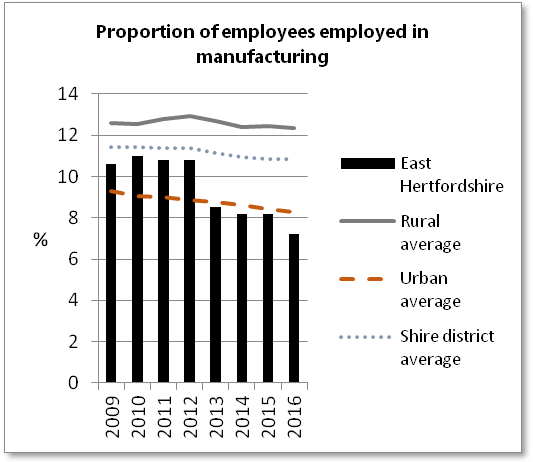 Proportion of employees employed in
manufacturing
14
12
10
8
6
4
2
0
%
2009
2010
2011
2012
2013
2014
2015
2016
East
Hertfordshire
Rural
average
Urban
average
Shire district
average